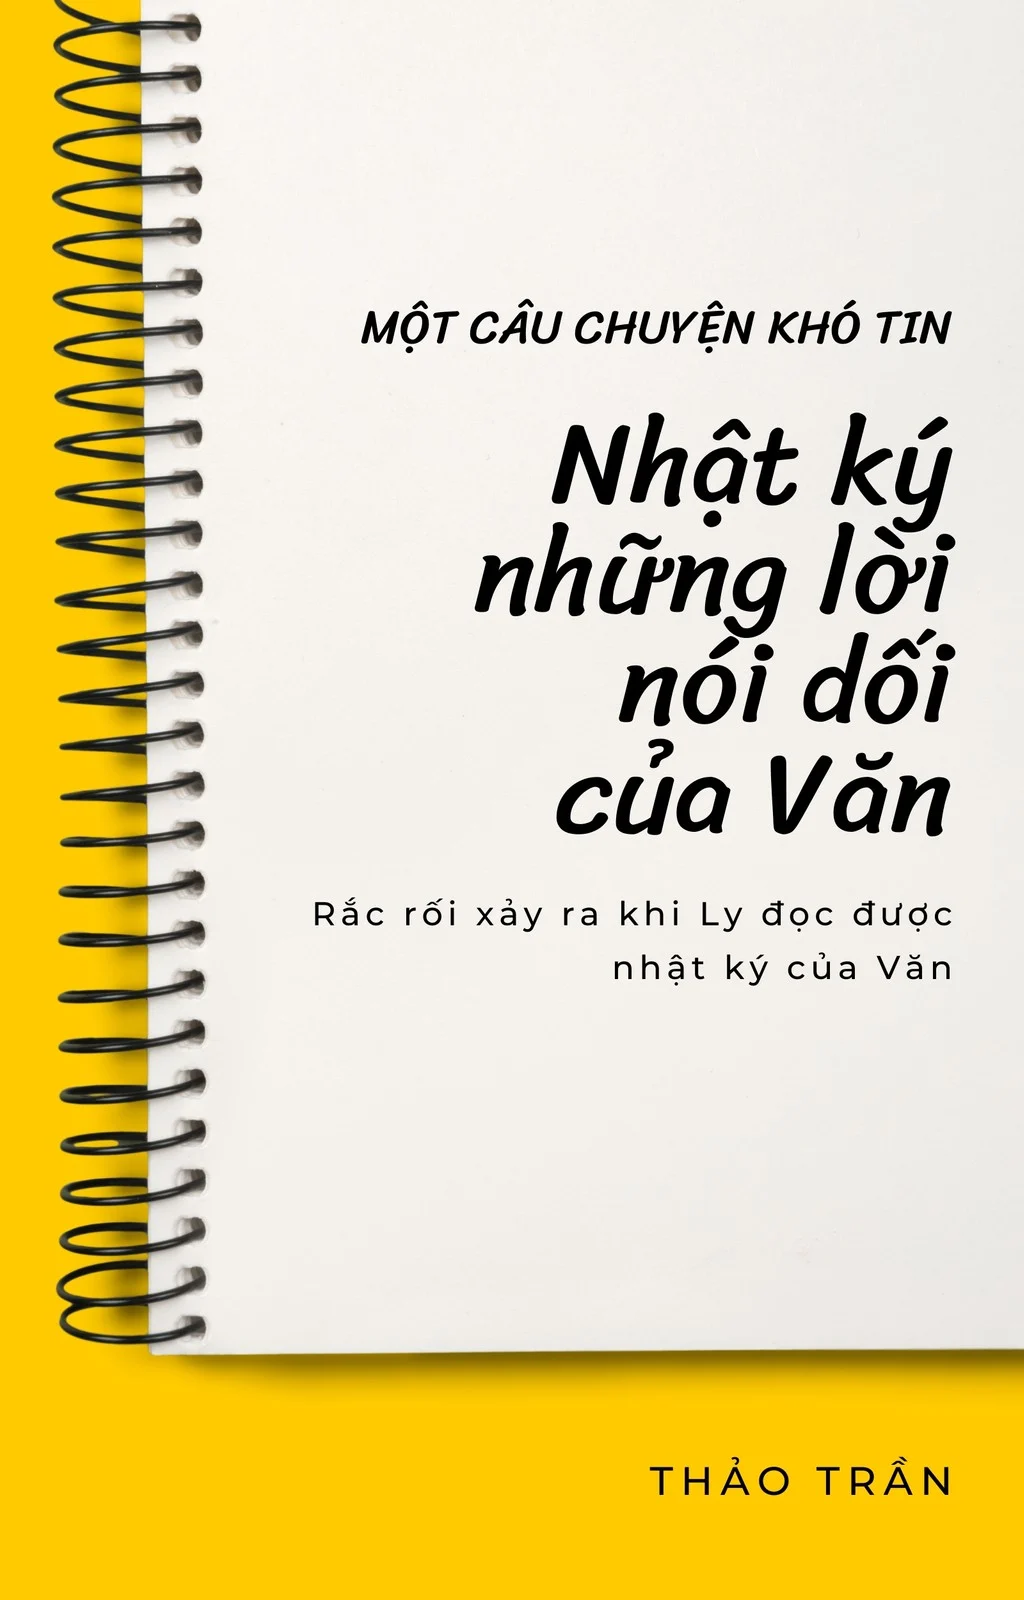 MỘT CÂU CHUYỆN KHÓ TIN
Nhật ký
những lời
nói dối
của Văn
Rắc rối xảy ra khi Ly đọc được
nhật ký của Văn
THẢO TRẦN